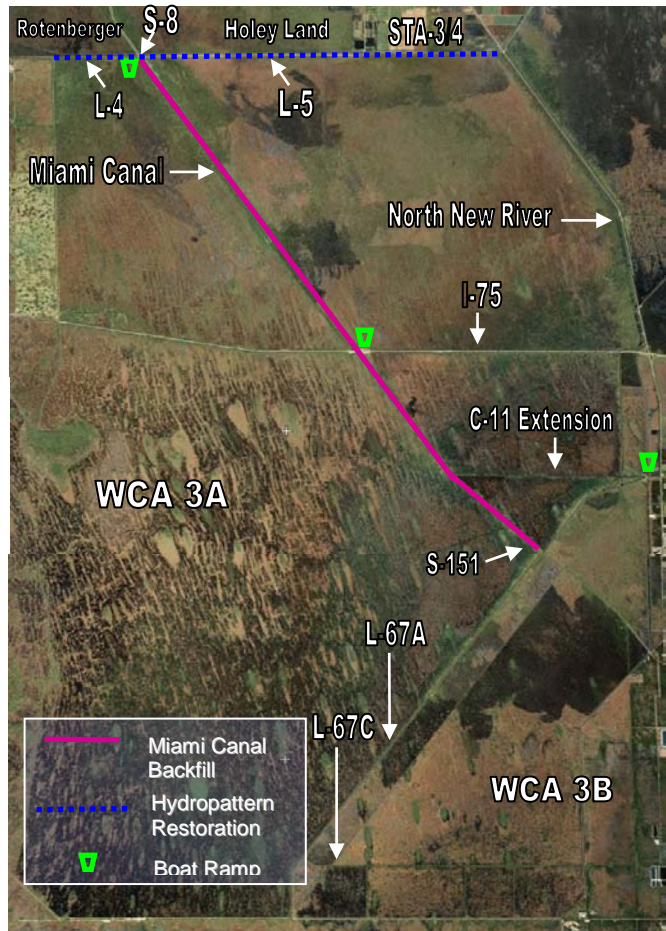 Rotenberger
S-8
Holey Land
STA-3/4
L-4
L-5
Miami Canal
North New River
I-75
C-11 Extension
WCA 3A
S-151
L-67A
L-67C
WCA 3B
Miami Canal
Backfill
Hydropattern
Restoration
Boat Ramp